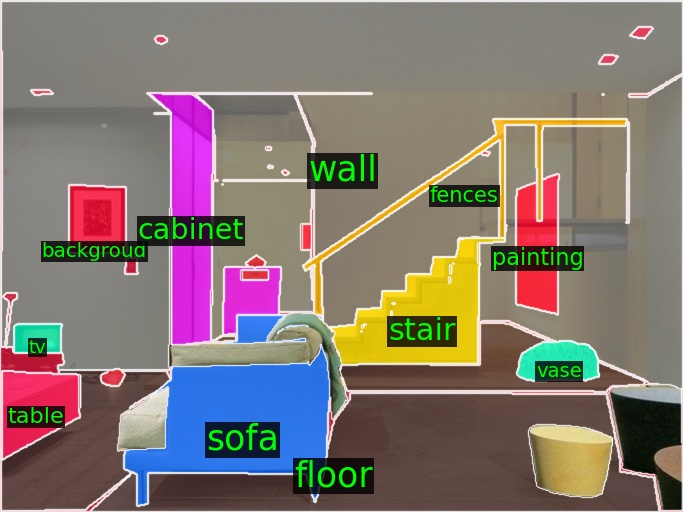 wall
fences
cabinet
backgroud
painting
stair
tv
vase
table
sofa
floor